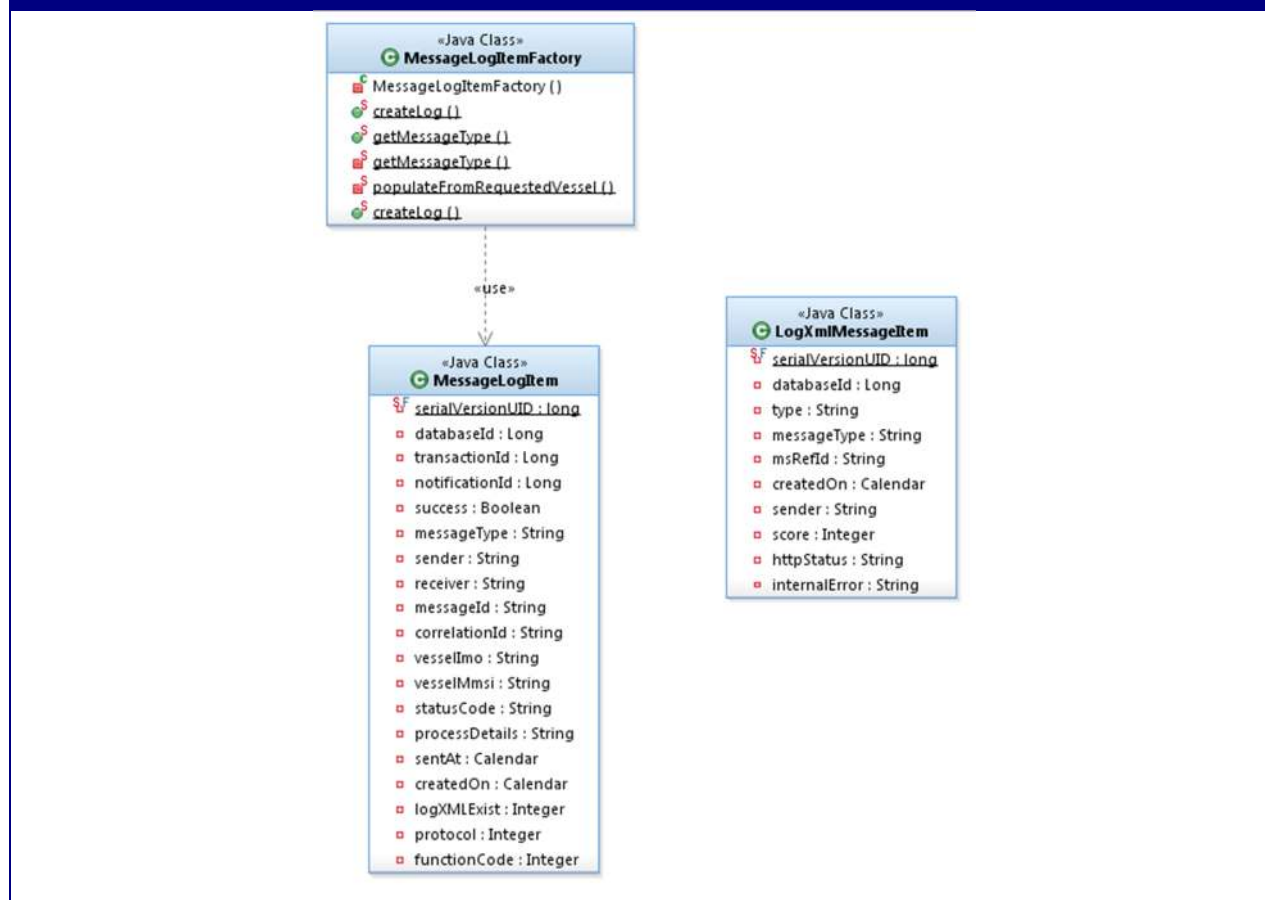 «Java Class»
MessageLogItemFactory
MessageLogItemFactory ( )
createLog ( )
getMessageType ( )
getMessageType ( )
populateFromRequestedVessel ( )
createLog ( )
«use»
«Java Class»
MessageLogItem
serialVersionUID : long
databaseId : Long
transactionId : Long
notificationId : Long
success : Boolean
messageType : String
sender : String
receiver : String
messageId : String
correlationId : String
vesselImo : String
vesselMmsi : String
statusCode : String
processDetails : String
sentAt : Calendar
createdOn : Calendar
logXMLExist : Integer
protocol : Integer
functionCode : Integer
«Java Class»
LogXmlMessageItem
serialVersionUID : long
databaseId : Long
type : String
messageType : String
msRefId : String
createdOn : Calendar
sender : String
score : Integer
httpStatus : String
internalError : String